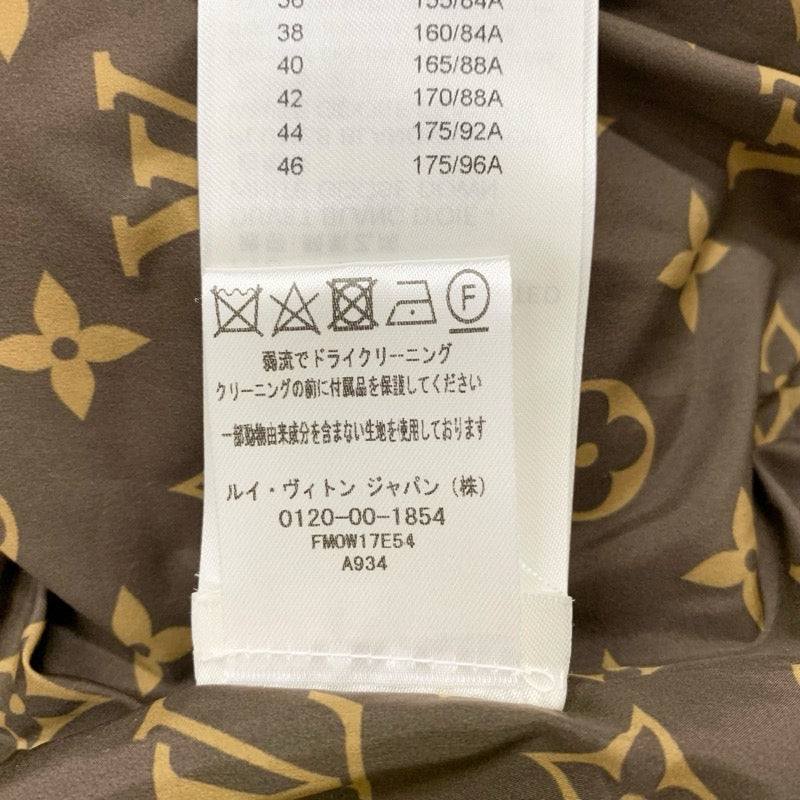 36 155/84A
38 160/84A
40 165/88A
42 170/88A
44 175/92A
46 175/96A
F
弱流でドライクリーニング
クリーニングの前に付属品を保護してください
一部動物由来成分を含まない生地を使用しております
ルイ・ヴィトン ジャパン (株)
0120-00-1854
FMOW17E54
A934